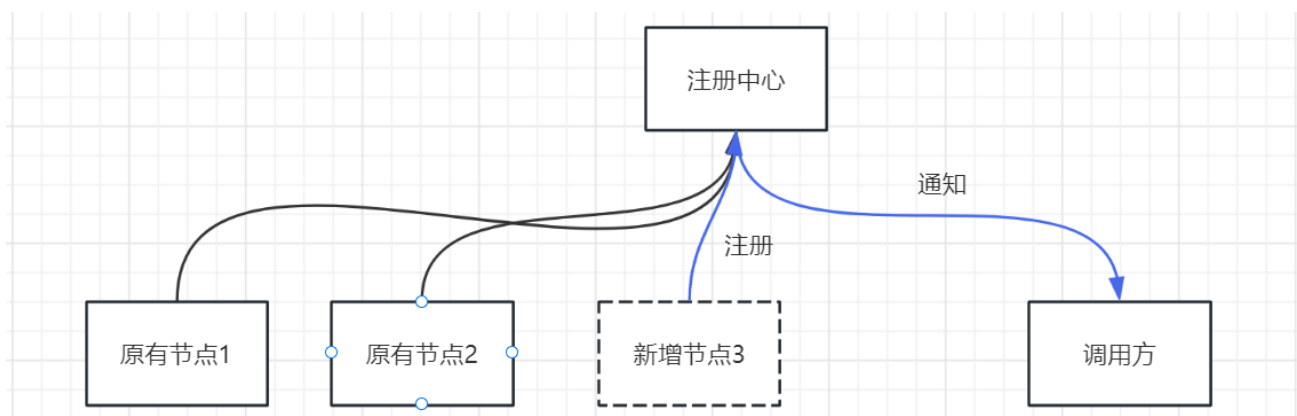 注册中心
通知
注册
原有节点1
原有节点2
新增节点3
调用方